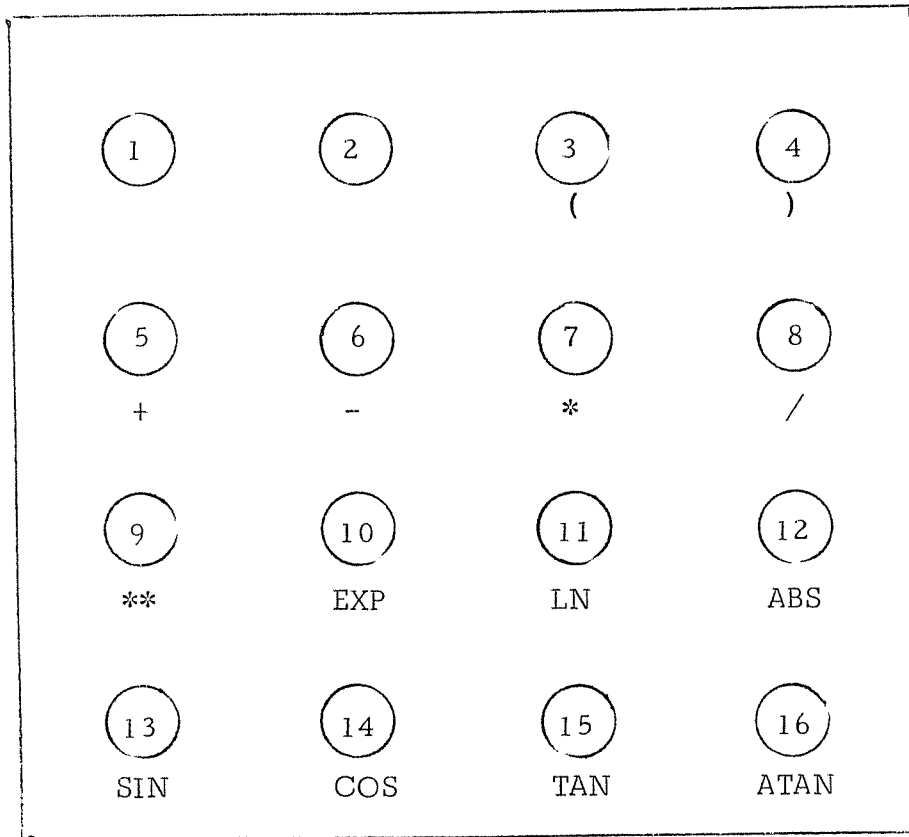 1 2 3 4
( )
5 6 7 8
+ - * /
9 10 11 12
** EXP LN ABS
13 14 15 16
SIN COS TAN ATAN